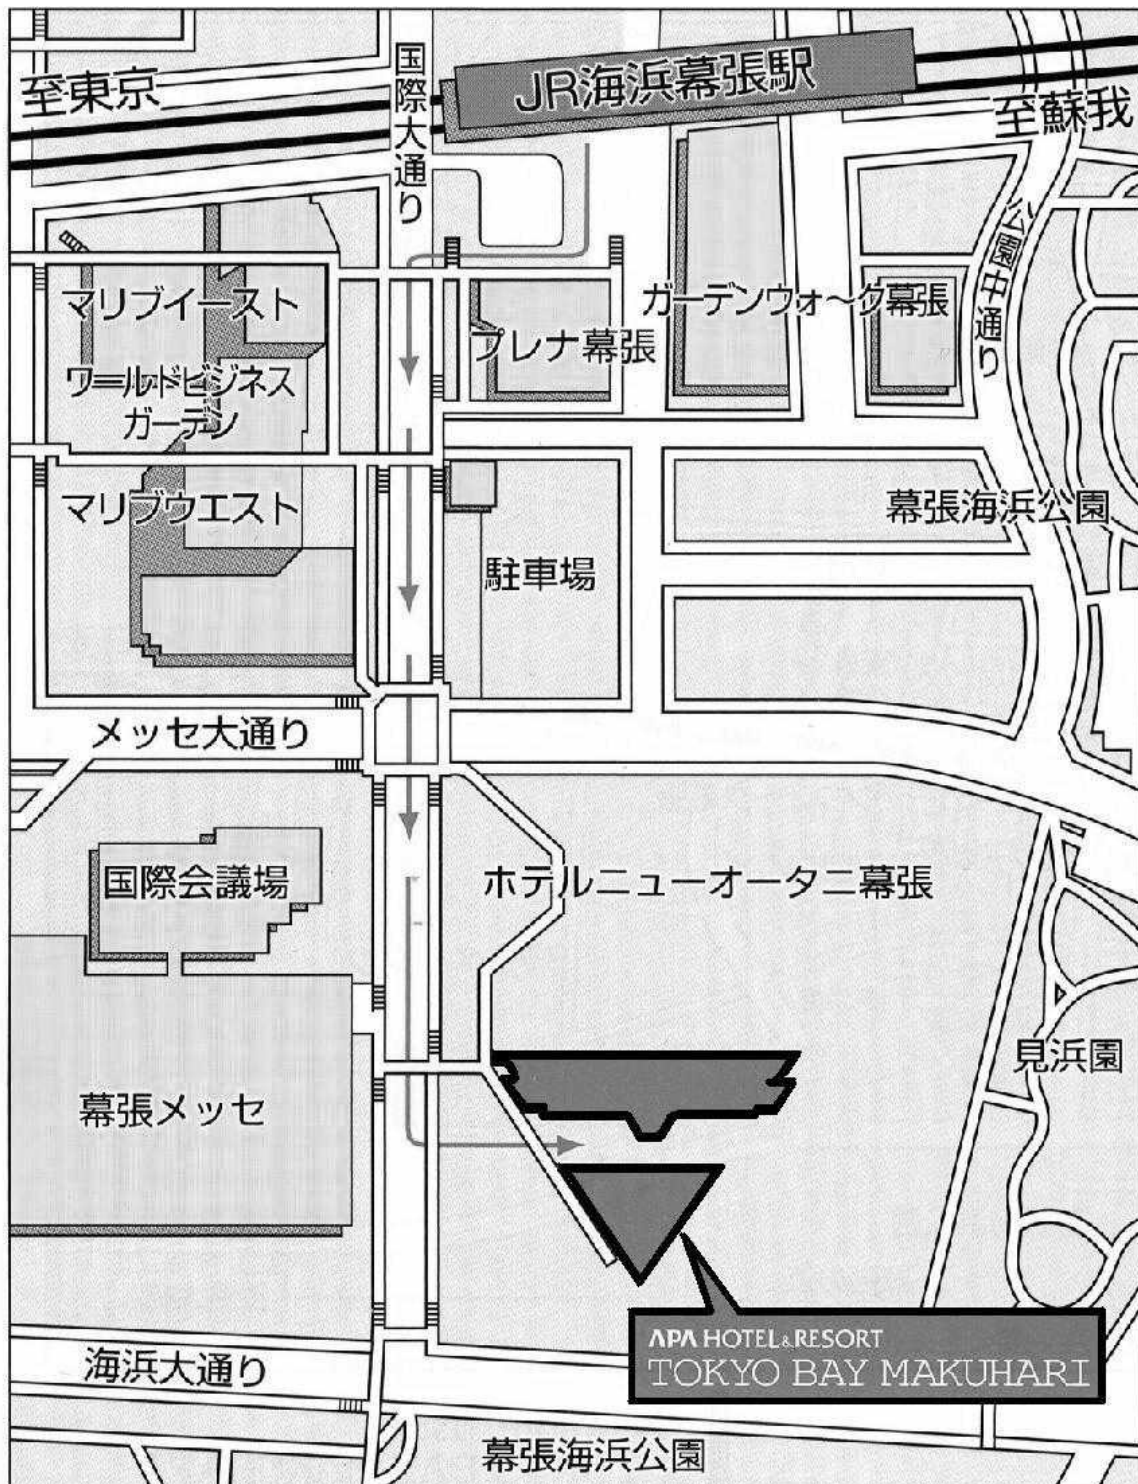 至東京
国際大通り
JR海浜幕張駅
至蘇我
公園中通り
マリブイースト
ガーデンウォ〜ク幕張
プレナ幕張
ワールドビジネス
ガーデン
マリブウエスト
幕張海浜公園
駐車場
メッセ大通り
国際会議場
ホテルニューオータニ幕張
見浜園
幕張メッセ
APA HOTEL&RESORT
TOKYO BAY MAKUHARI
海浜大通り
幕張海浜公園